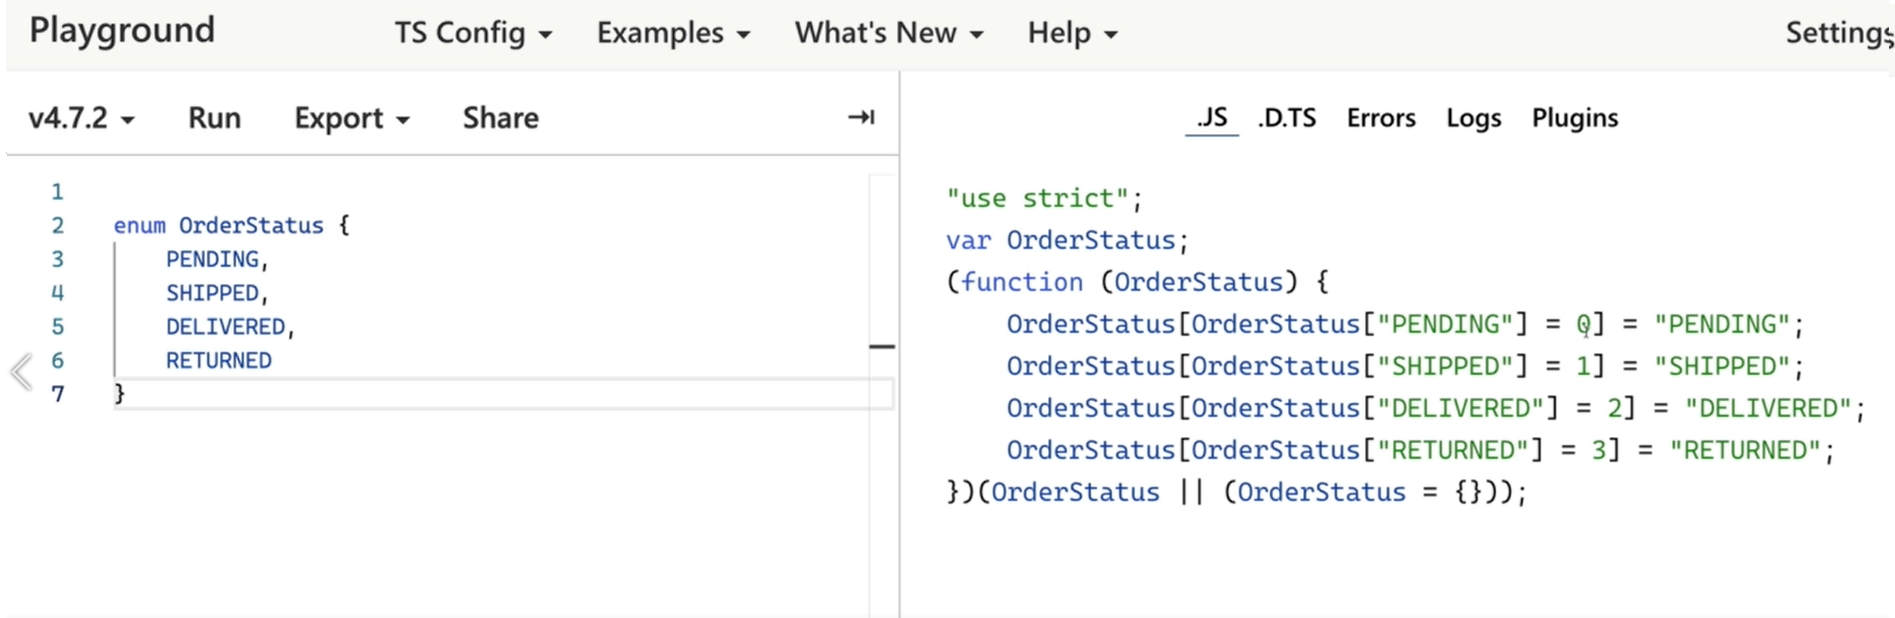 Playground TS Config Examples What's New Help Settings
v4.7.2 Run Export Share
.JS .D.TS Errors Logs Plugins
1
2 enum OrderStatus {
3 PENDING,
4 SHIPPED,
5 DELIVERED,
6 RETURNED
7 }
"use strict";
var OrderStatus;
(function (OrderStatus) {
OrderStatus[OrderStatus["PENDING"] = 0] = "PENDING";
OrderStatus[OrderStatus["SHIPPED"] = 1] = "SHIPPED";
OrderStatus[OrderStatus["DELIVERED"] = 2] = "DELIVERED";
OrderStatus[OrderStatus["RETURNED"] = 3] = "RETURNED";
})(OrderStatus || (OrderStatus = {}));